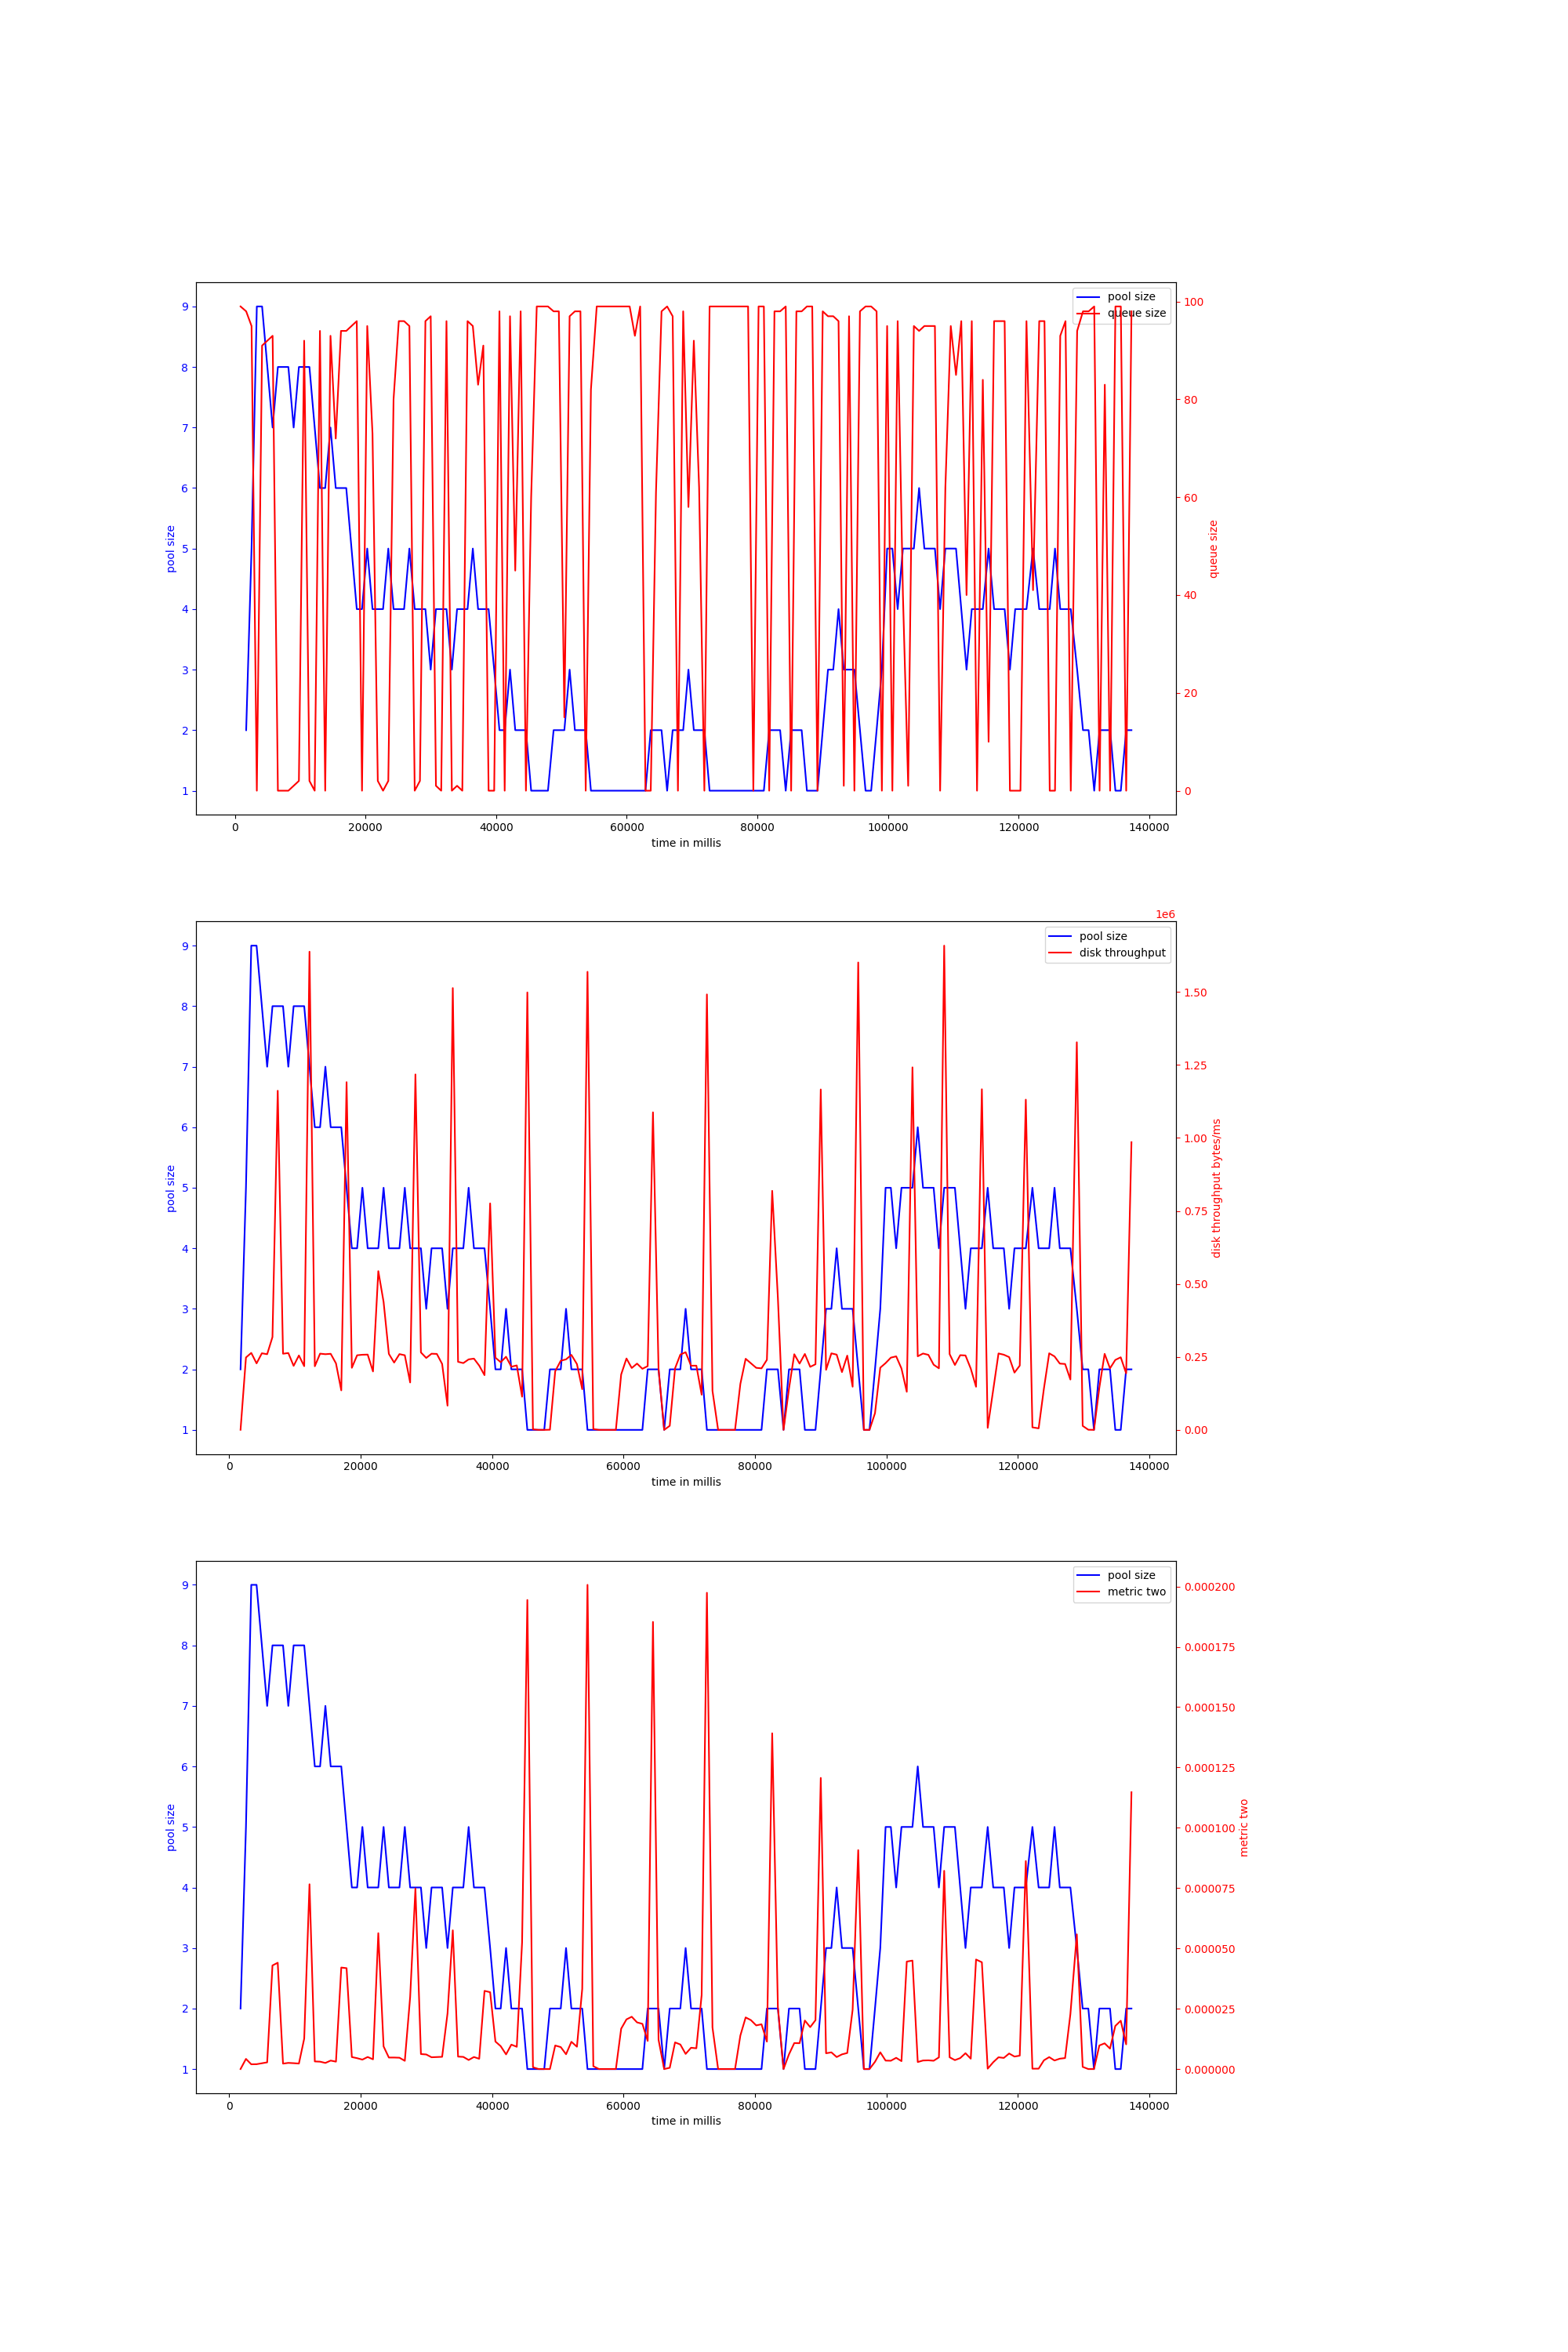 pool size
queue size
9
8
7
6
5
4
3
2
1
pool size
100
80
60
40
20
0
queue size
0 20000 40000 60000 80000 100000 120000 140000
time in millis
1e6
pool size
disk throughput
9
8
7
6
5
4
3
2
1
pool size
1.50
1.25
1.00
0.75
0.50
0.25
0.00
disk throughput bytes/ms
0 20000 40000 60000 80000 100000 120000 140000
time in millis
pool size
metric two
9
8
7
6
5
4
3
2
1
pool size
0.000200
0.000175
0.000150
0.000125
0.000100
0.000075
0.000050
0.000025
0.000000
metric two
0 20000 40000 60000 80000 100000 120000 140000
time in millis